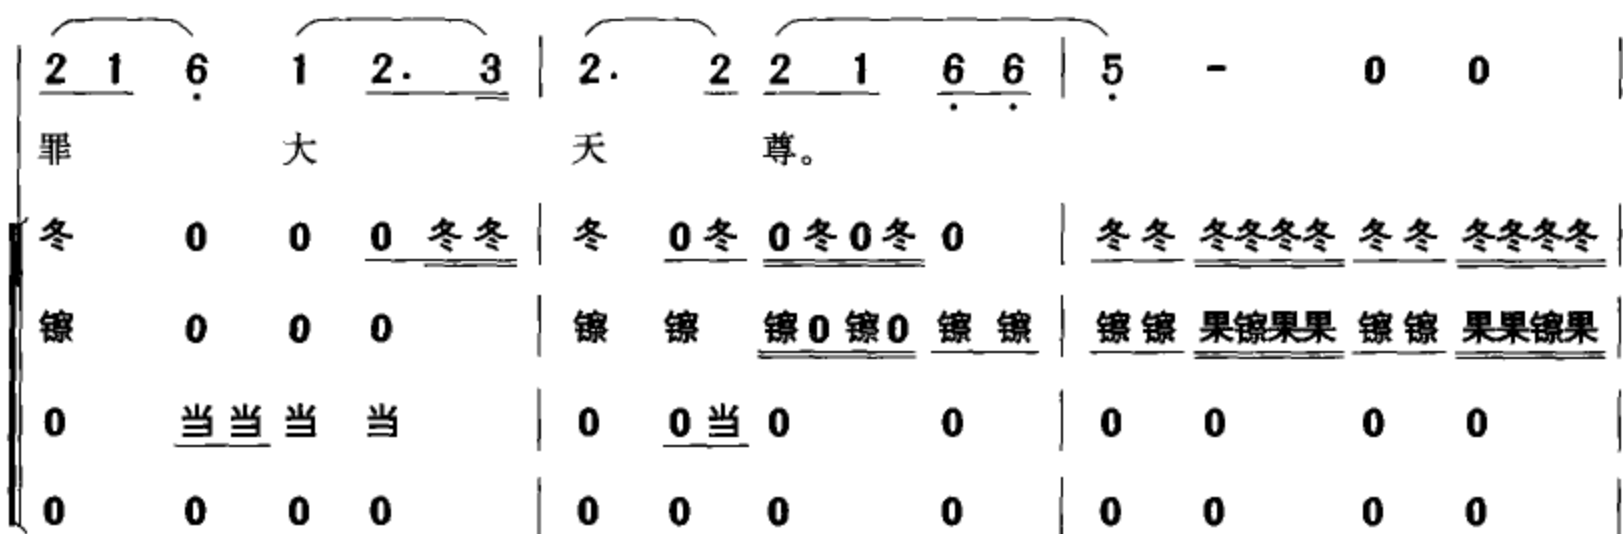 2 1 6 1 2. 3 | 2. 2 2 1 6 6 | 5 - 0 0 |
罪 大 天 尊。
冬 0 0 0 冬冬 | 冬 0冬 0冬0冬 0 | 冬冬 冬冬冬冬 冬冬 冬冬冬冬 |
镲 0 0 0 | 镲 镲 镲0镲0 镲镲 | 镲镲 果镲果果 镲镲 果果镲果 |
0 当当 当 当 | 0 0当 0 0 | 0 0 0 0 |
0 0 0 0 | 0 0 0 0 | 0 0 0 0 |